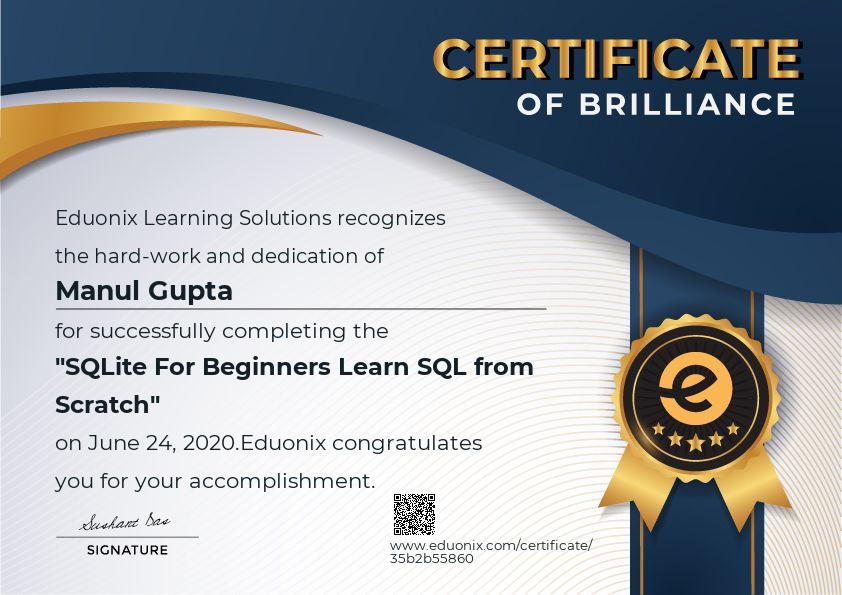 CERTIFICATE
OF BRILLIANCE
Eduonix Learning Solutions recognizes
the hard-work and dedication of
Manul Gupta
for successfully completing the
"SQLite For Beginners Learn SQL from
Scratch"
on June 24, 2020.Eduonix congratulates
you for your accomplishment.
Sushant Das
SIGNATURE
www.eduonix.com/certificate/
35b2b55860
e